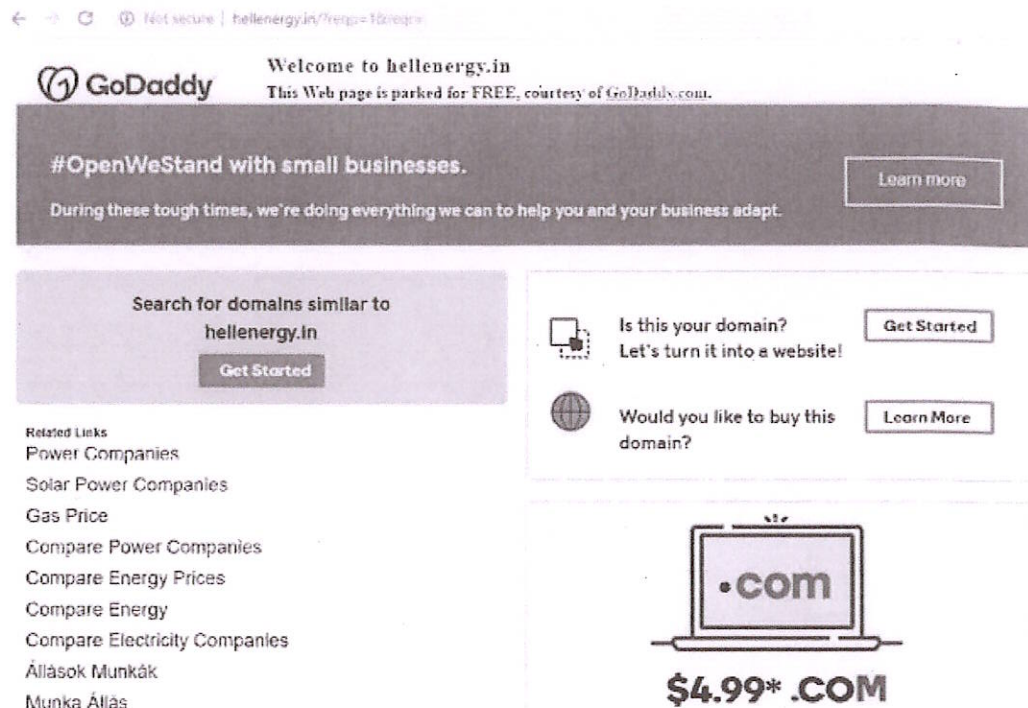 Not secure | hellenergy.in/
GoDaddy
Welcome to hellenergy.in
This Web page is parked for FREE, courtesy of GoDaddy.com.
#OpenWeStand with small businesses.
During these tough times, we're doing everything we can to help you and your business adapt.
Learn more
Search for domains similar to
hellenergy.in
Get Started
Is this your domain?
Let's turn it into a website!
Get Started
Would you like to buy this
domain?
Learn More
Related Links
Power Companies
Solar Power Companies
Gas Price
Compare Power Companies
Compare Energy Prices
Compare Energy
Compare Electricity Companies
Állások Munkák
Munka Állás
.com
$4.99* .COM